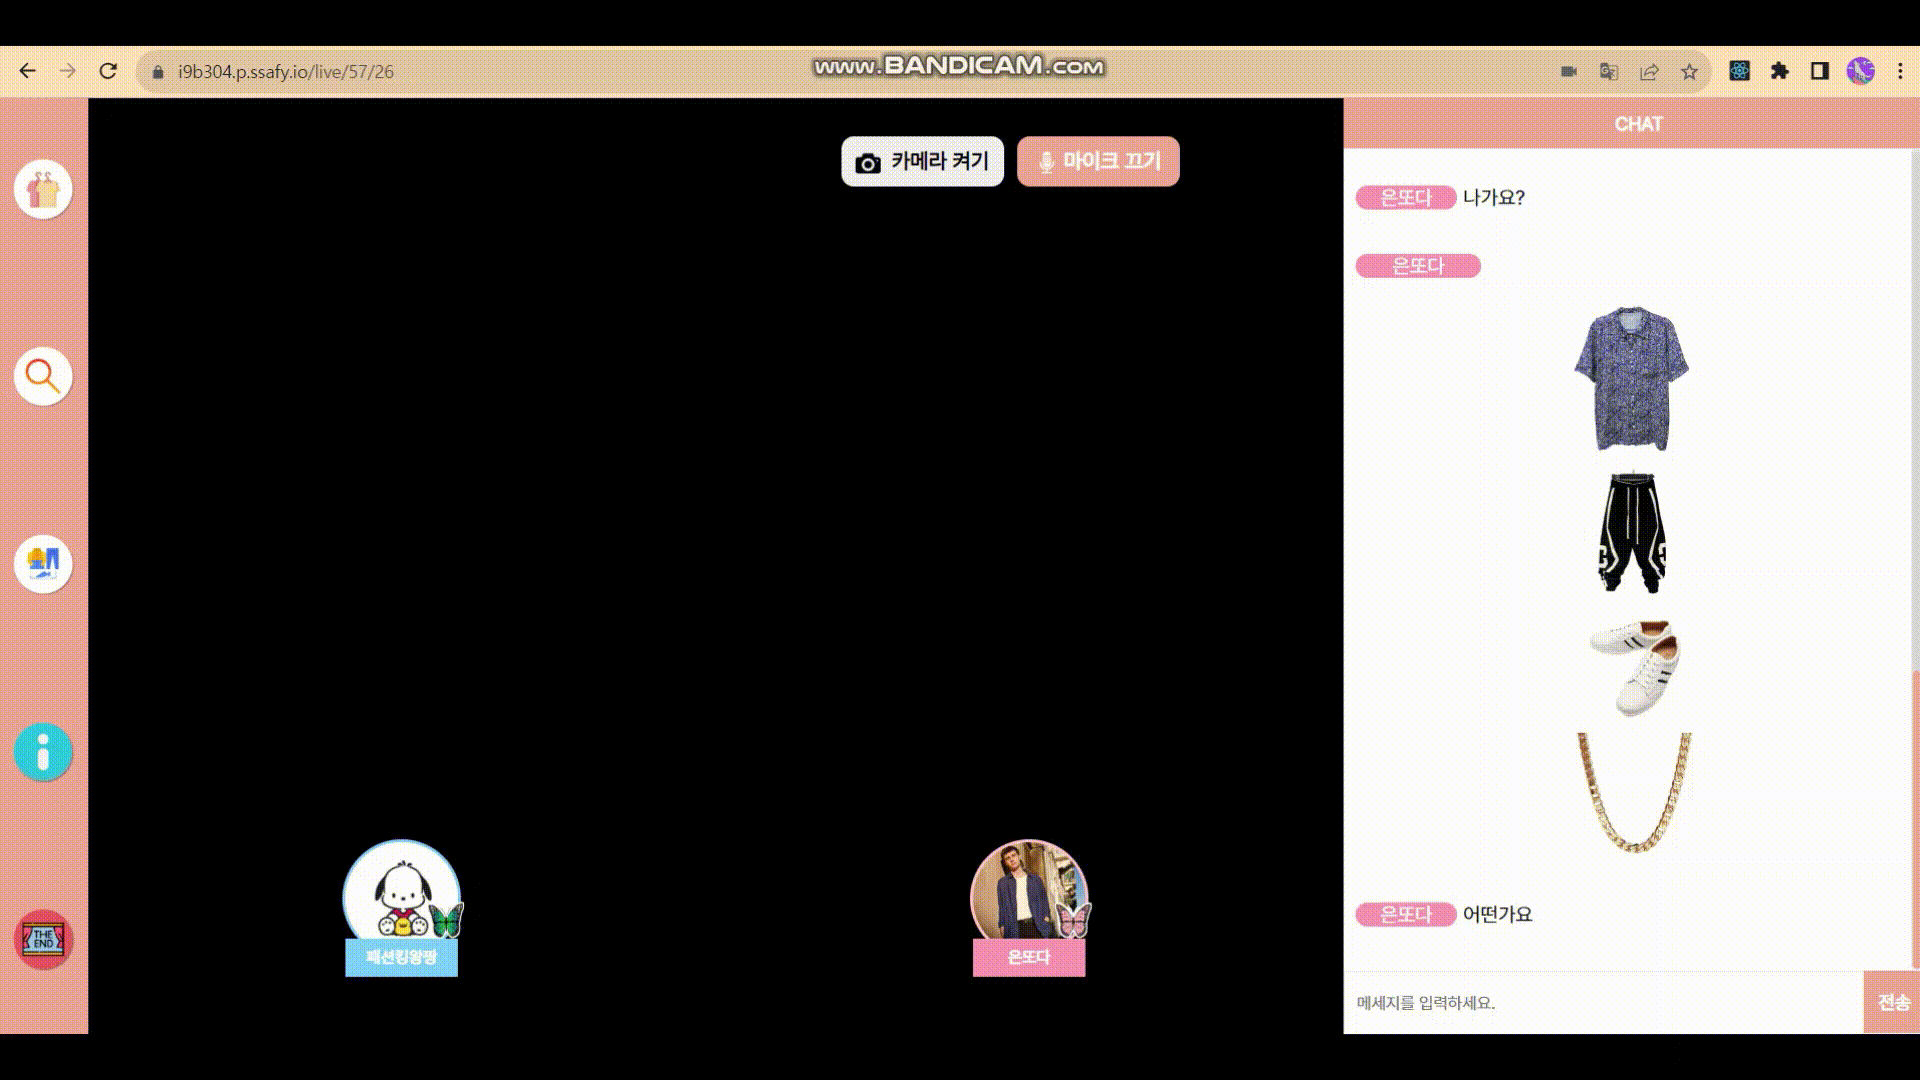 i9b304.p.ssafy.io/live/57/26
www.BANDICAM.com
카메라 켜기
마이크 끄기
CHAT
은또다 나가요?
은또다
THE
END
패션킹왕짱
은또다
은또다 어떤가요
메세지를 입력하세요.
전송